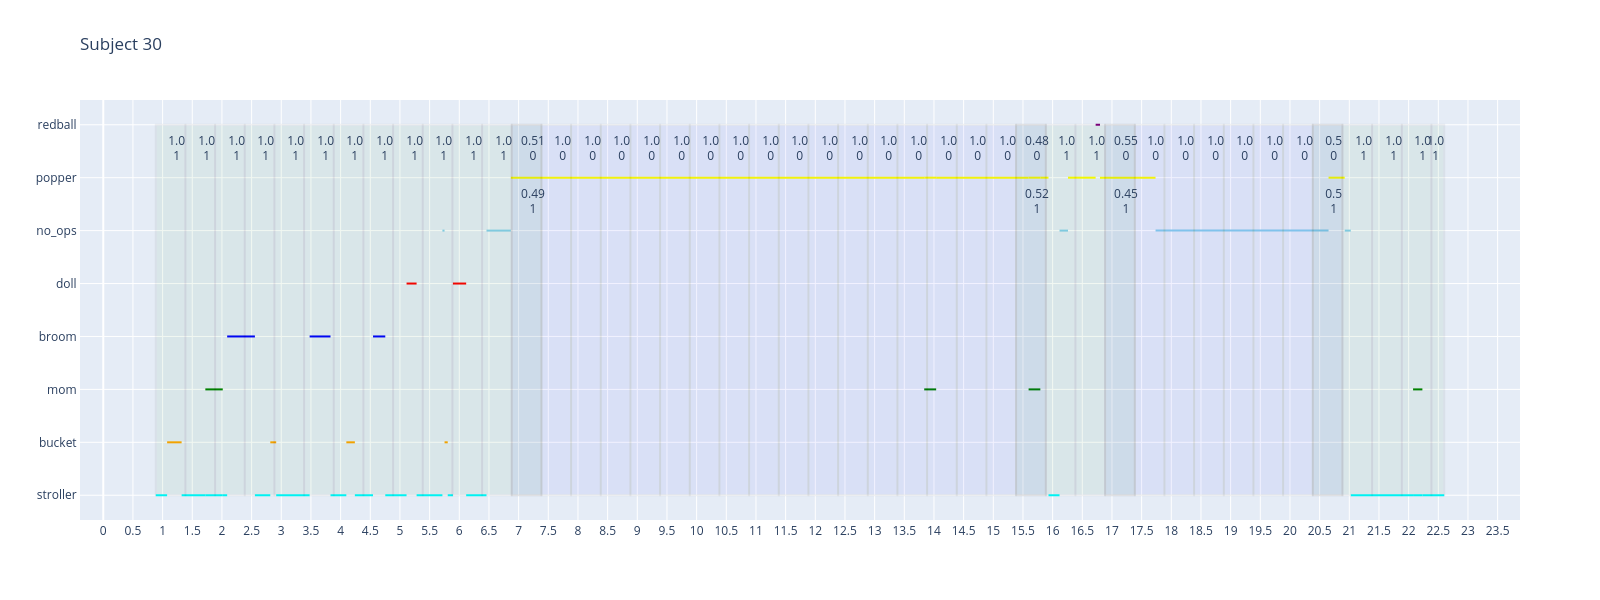 Subject 30
redball
1.0 1.0 1.0 1.0 1.0 1.0 1.0 1.0 1.0 1.0 1.0 1.0 0.51 1.0 1.0 1.0 1.0 1.0 1.0 1.0 1.0 1.0 1.0 1.0 1.0 1.0 1.0 1.0 1.0 0.48 1.0 1.0 0.55 1.0 1.0 1.0 1.0 1.0 1.0 0.5 1.0 1.0 1.0 1.0
1 1 1 1 1 1 1 1 1 1 1 1 0 0 0 0 0 0 0 0 0 0 0 0 0 0 0 0 0 0 1 1 0 0 0 0 0 0 0 0 1 1 1 1
popper
0.49 0.52 0.45 0.5
1 1 1 1
no_ops
doll
broom
mom
bucket
stroller
0 0.5 1 1.5 2 2.5 3 3.5 4 4.5 5 5.5 6 6.5 7 7.5 8 8.5 9 9.5 10 10.5 11 11.5 12 12.5 13 13.5 14 14.5 15 15.5 16 16.5 17 17.5 18 18.5 19 19.5 20 20.5 21 21.5 22 22.5 23 23.5